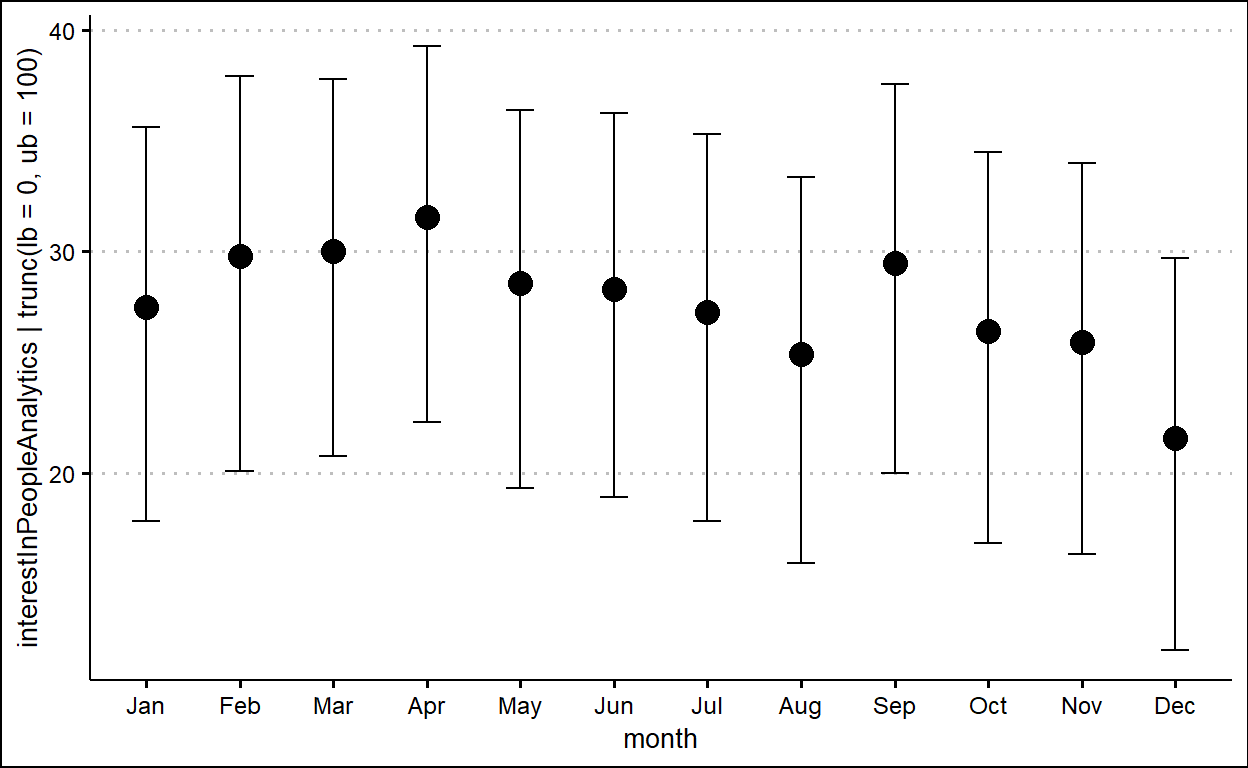 interestInPeopleAnalytics | trunc(lb = 0, ub = 100)
40
30
20
Jan Feb Mar Apr May Jun Jul Aug Sep Oct Nov Dec
month